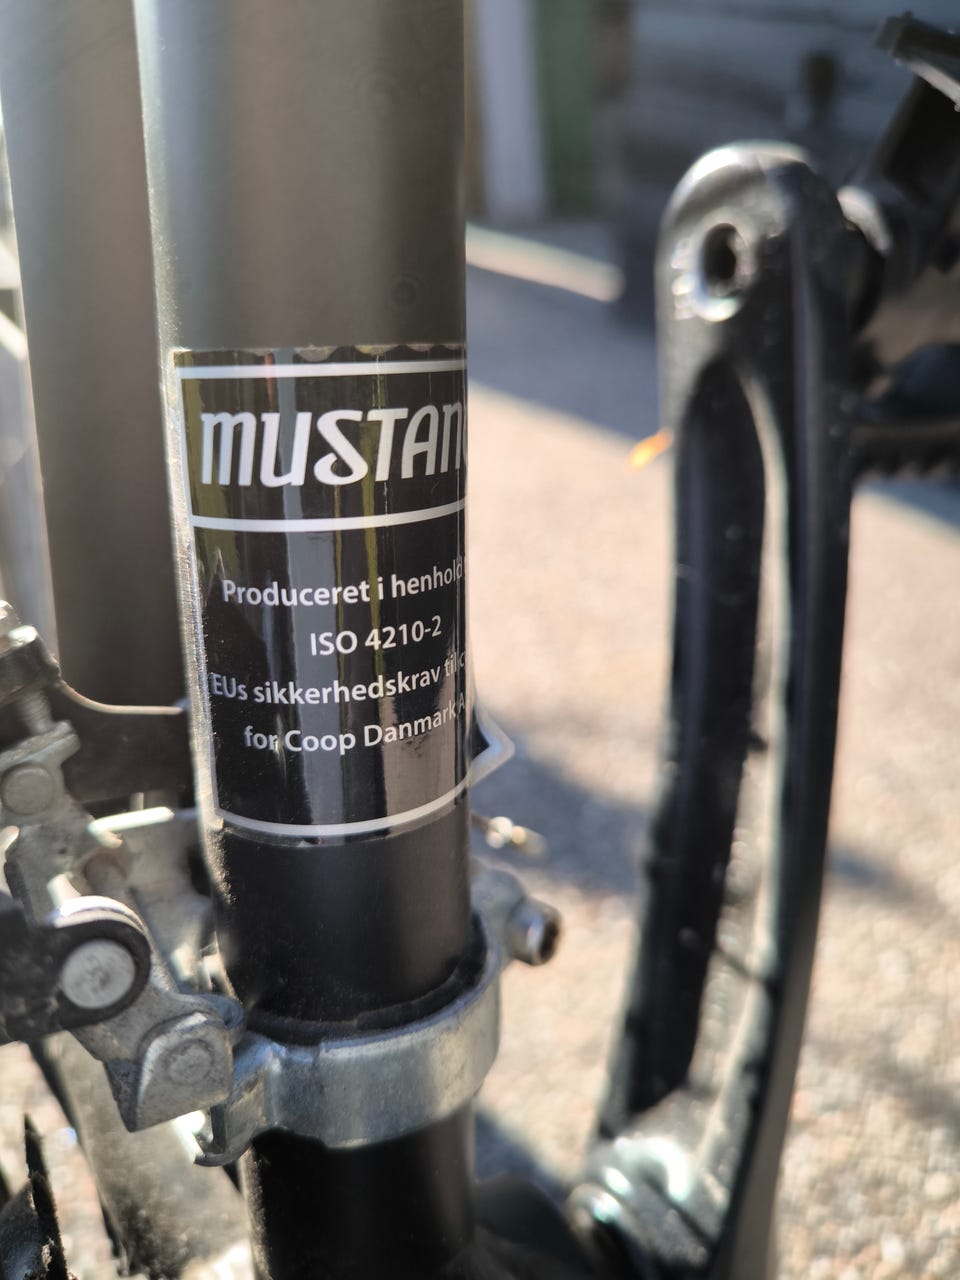 MUSTAN
Produceret i henhold
ISO 4210-2
EUs sikkerhedskrav til
for Coop Danmark A